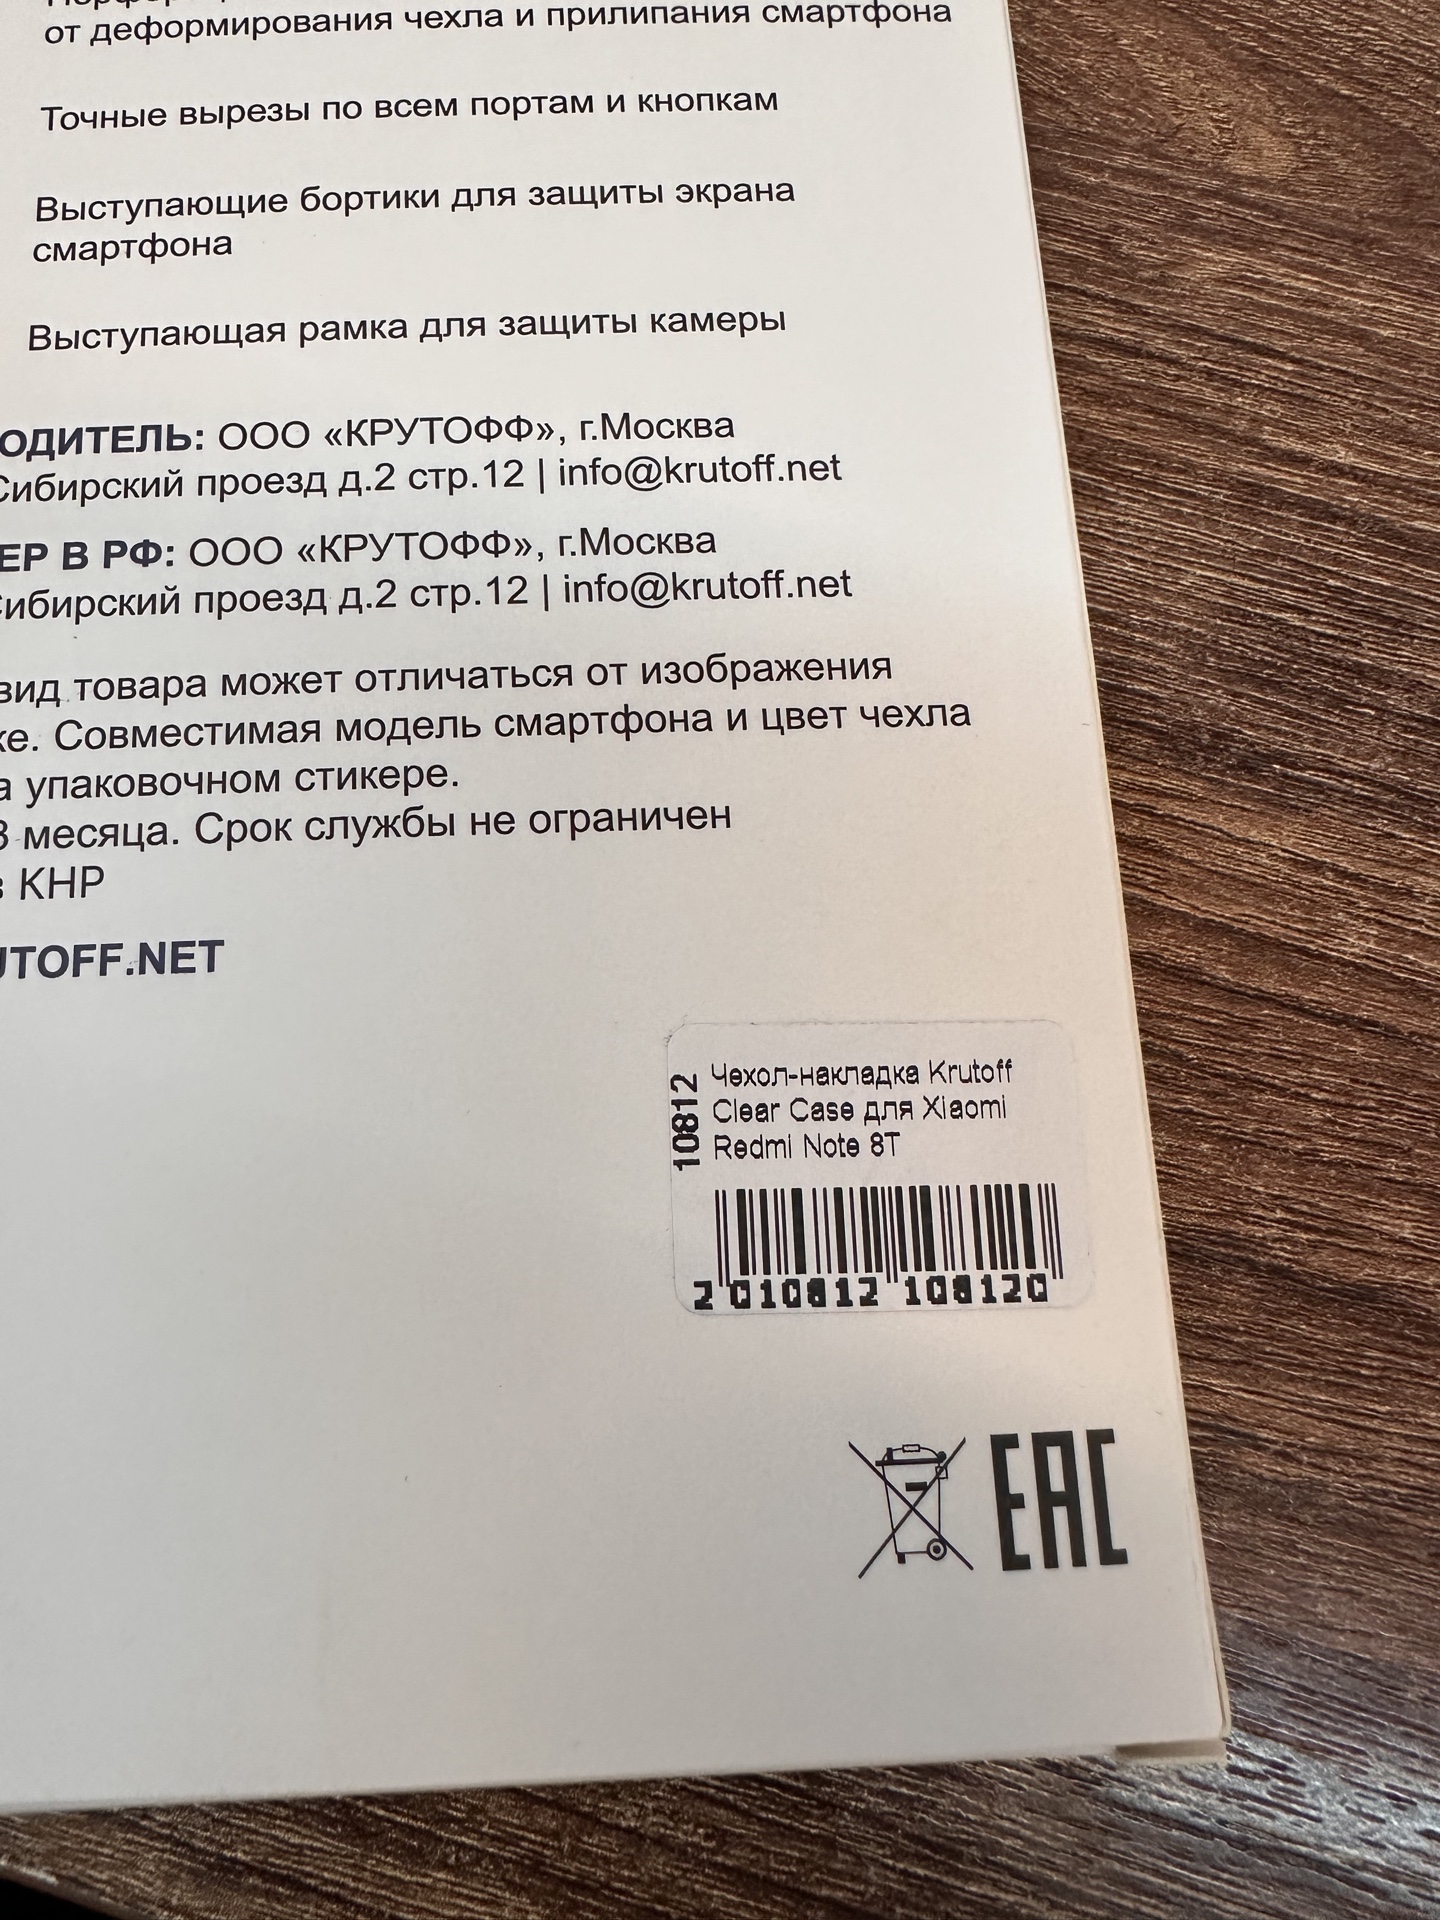 от деформирования чехла и прилипания смартфона
Точные вырезы по всем портам и кнопкам
Выступающие бортики для защиты экрана
смартфона
Выступающая рамка для защиты камеры
ОДИТЕЛЬ: ООО «КРУТОФФ», г.Москва
Сибирский проезд д.2 стр.12 | info@krutoff.net
ЕР В РФ: ООО «КРУТОФФ», г.Москва
Сибирский проезд д.2 стр.12 | info@krutoff.net
вид товара может отличаться от изображения
ке. Совместимая модель смартфона и цвет чехла
а упаковочном стикере.
3 месяца. Срок службы не ограничен
в КНР
UTOFF.NET
10812
Чехол-накладка Krutoff
Clear Case для Xiaomi
Redmi Note 8T
2 010812 108120
EAC